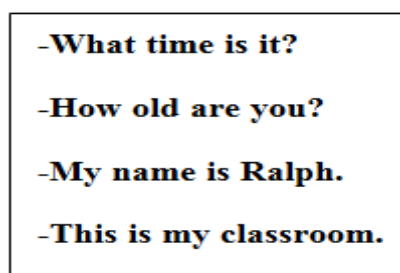 -What time is it?
-How old are you?
-My name is Ralph.
-This is my classroom.